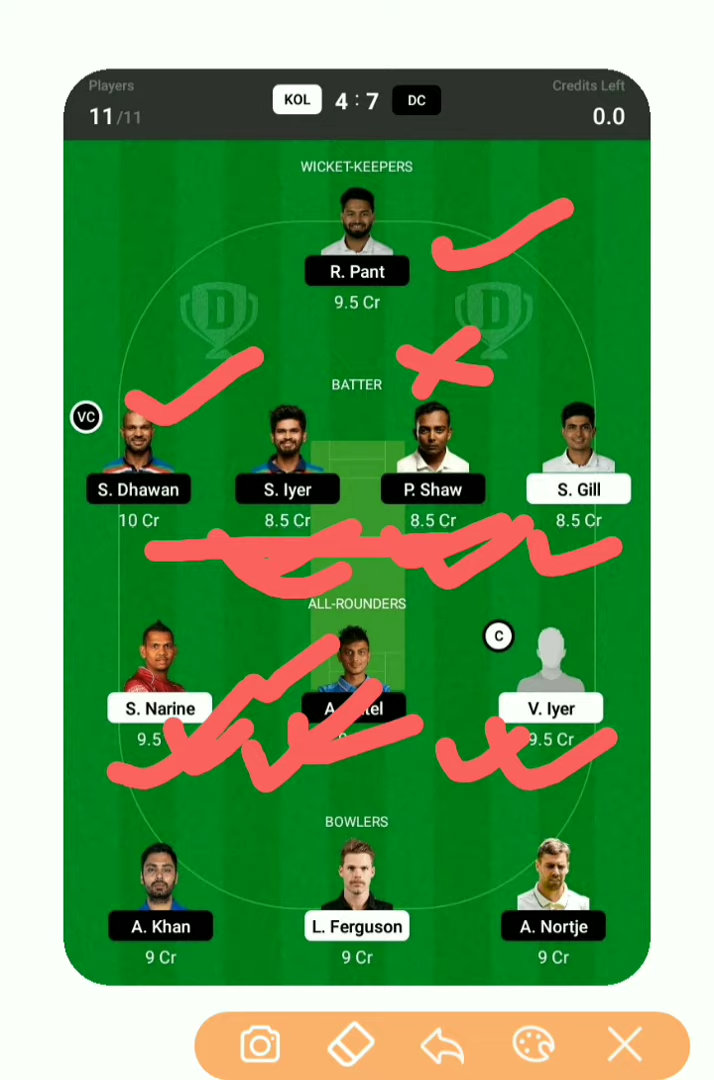 Players
Credits Left
11/11
KOL 4 : 7 DC
0.0
WICKET-KEEPERS
R. Pant
9.5 Cr
BATTER
VC
S. Dhawan
S. Iyer
P. Shaw
S. Gill
10 Cr
8.5 Cr
8.5 Cr
8.5 Cr
ALL-ROUNDERS
C
S. Narine
V. Iyer
9.5
9.5 Cr
BOWLERS
A. Khan
L. Ferguson
A. Nortje
9 Cr
9 Cr
9 Cr